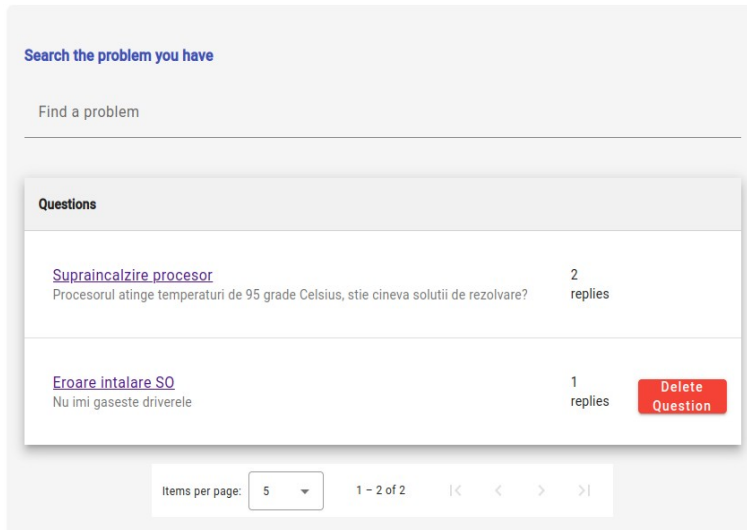 Search the problem you have
Find a problem
Questions
Supraincalzire procesor
Procesorul atinge temperaturi de 95 grade Celsius, stie cineva solutii de rezolvare?
2
replies
Eroare intalare SO
Nu imi gaseste driverele
1
replies
Delete
Question
Items per page: 5 1 – 2 of 2